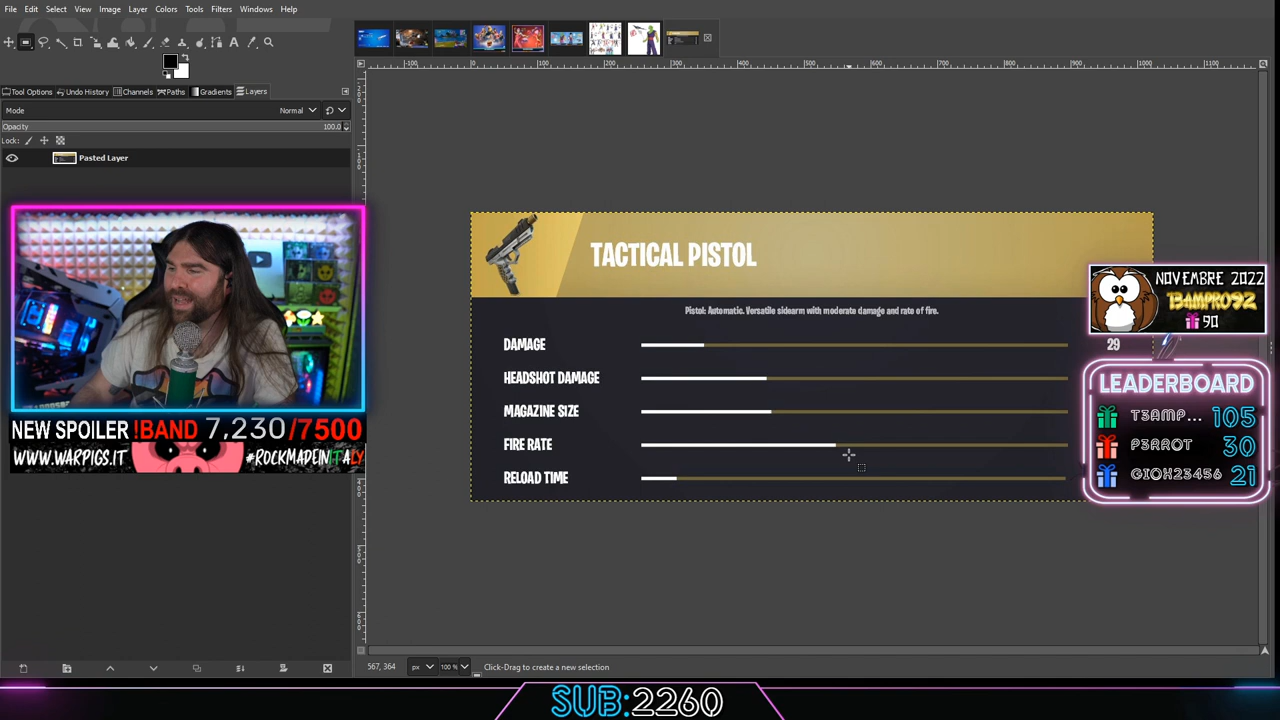 File Edit Select View Image Layer Colors Tools Filters Windows Help
Tool Options Undo History Channels Paths Gradients Layers
Mode Normal
Opacity 100.0
Lock:
Pasted Layer
TACTICAL PISTOL
Pistol: Automatic. Versatile sidearm with moderate damage and rate of fire.
DAMAGE 29
HEADSHOT DAMAGE
MAGAZINE SIZE
FIRE RATE
RELOAD TIME
NOVEMBRE 2022
T3AMPRO92
90
LEADERBOARD
T3AMP... 105
P3RROT 30
GIOH23456 21
NEW SPOILER !BAND 7,230/7500
WWW.WARPIGS.IT #ROCKMADEINITALY
567, 364 px 100 % Click-Drag to create a new selection
SUB:2260